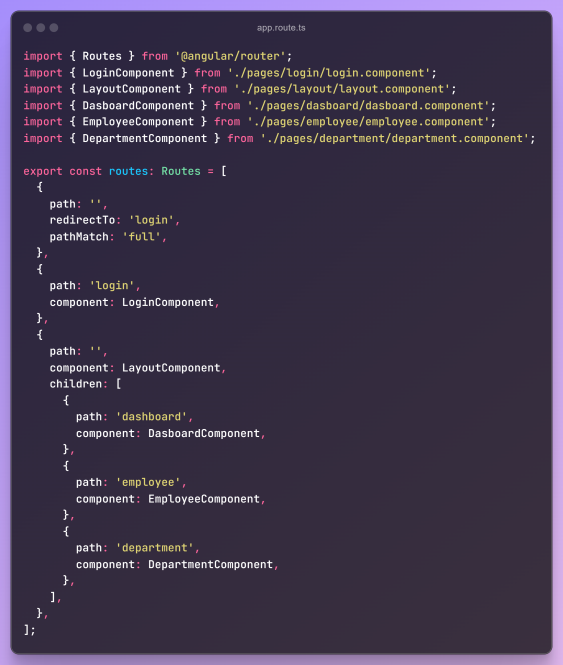 app.route.ts
import { Routes } from '@angular/router';
import { LoginComponent } from './pages/login/login.component';
import { LayoutComponent } from './pages/layout/layout.component';
import { DasboardComponent } from './pages/dasboard/dasboard.component';
import { EmployeeComponent } from './pages/employee/employee.component';
import { DepartmentComponent } from './pages/department/department.component';

export const routes: Routes = [
  {
    path: '',
    redirectTo: 'login',
    pathMatch: 'full',
  },
  {
    path: 'login',
    component: LoginComponent,
  },
  {
    path: '',
    component: LayoutComponent,
    children: [
      {
        path: 'dashboard',
        component: DasboardComponent,
      },
      {
        path: 'employee',
        component: EmployeeComponent,
      },
      {
        path: 'department',
        component: DepartmentComponent,
      },
    ],
  },
];